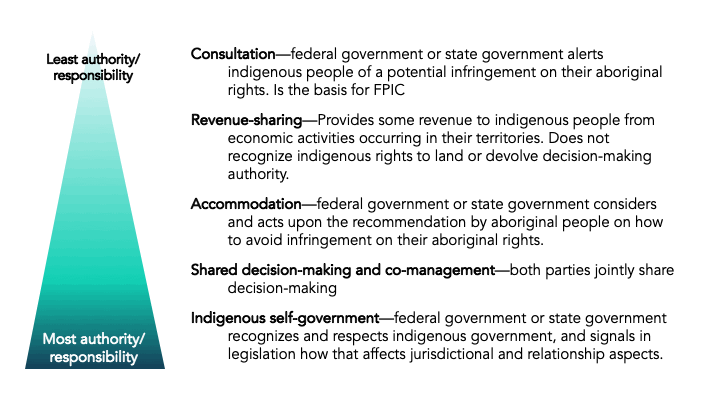 Least authority/
responsibility
Consultation—federal government or state government alerts
indigenous people of a potential infringement on their aboriginal
rights. Is the basis for FPIC
Revenue-sharing—Provides some revenue to indigenous people from
economic activities occurring in their territories. Does not
recognize indigenous rights to land or devolve decision-making
authority.
Accommodation—federal government or state government considers
and acts upon the recommendation by aboriginal people on how
to avoid infringement on their aboriginal rights.
Shared decision-making and co-management—both parties jointly share
decision-making
Indigenous self-government—federal government or state government
recognizes and respects indigenous government, and signals in
legislation how that affects jurisdictional and relationship aspects.
Most authority/
responsibility